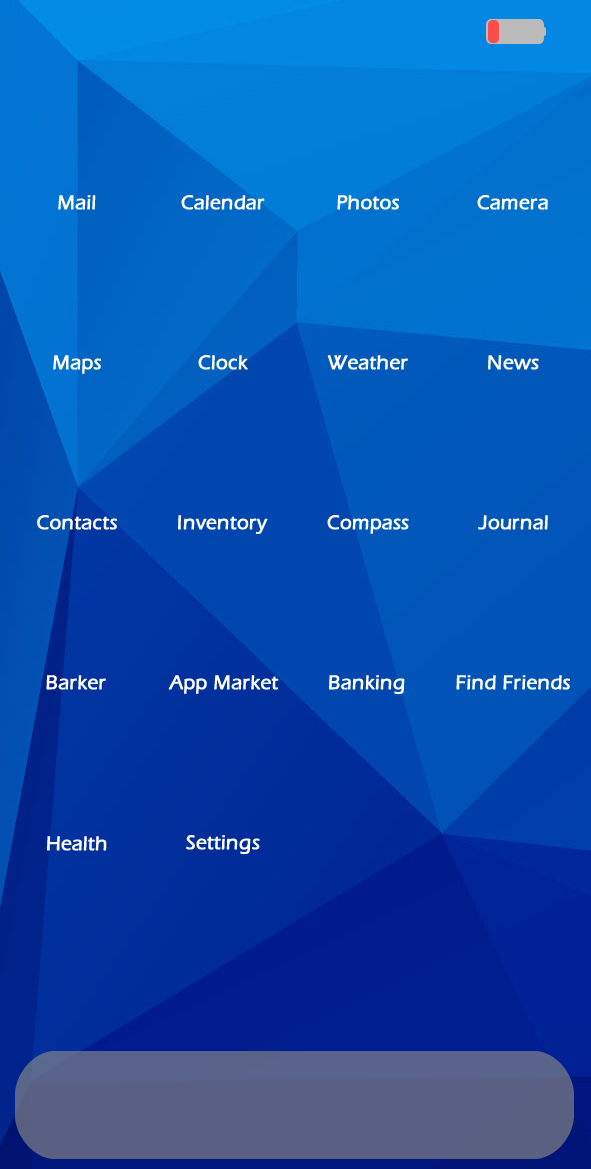 Mail Calendar Photos Camera
Maps Clock Weather News
Contacts Inventory Compass Journal
Barker App Market Banking Find Friends
Health Settings